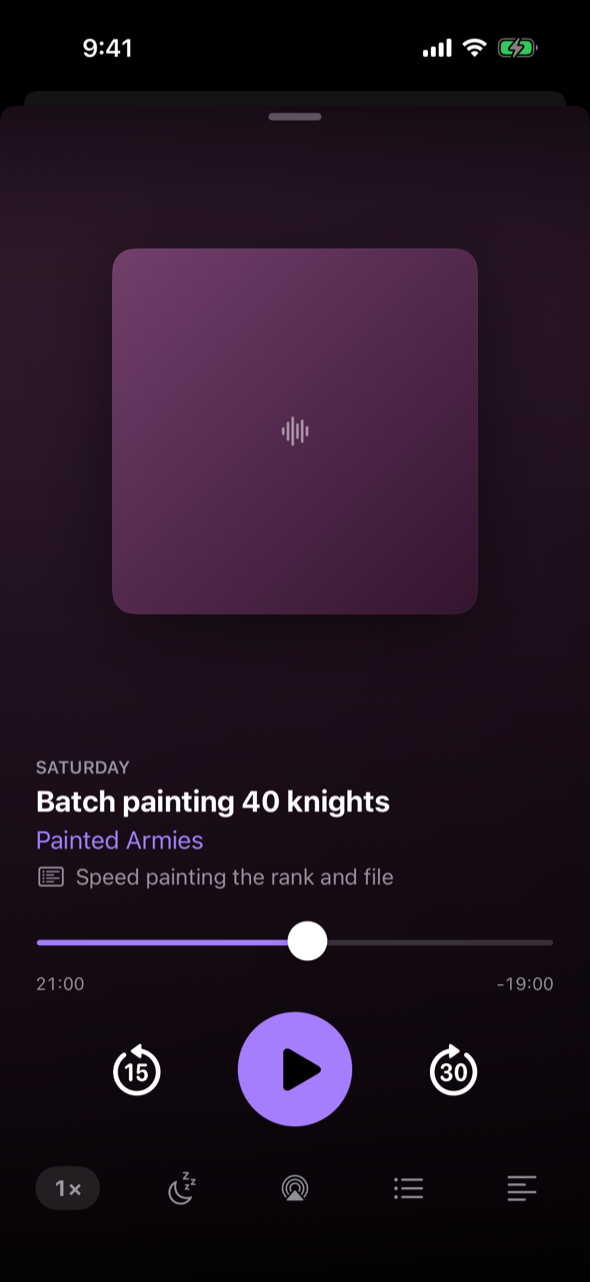 9:41
SATURDAY
Batch painting 40 knights
Painted Armies
Speed painting the rank and file
21:00 -19:00
15 30
1×
zzz